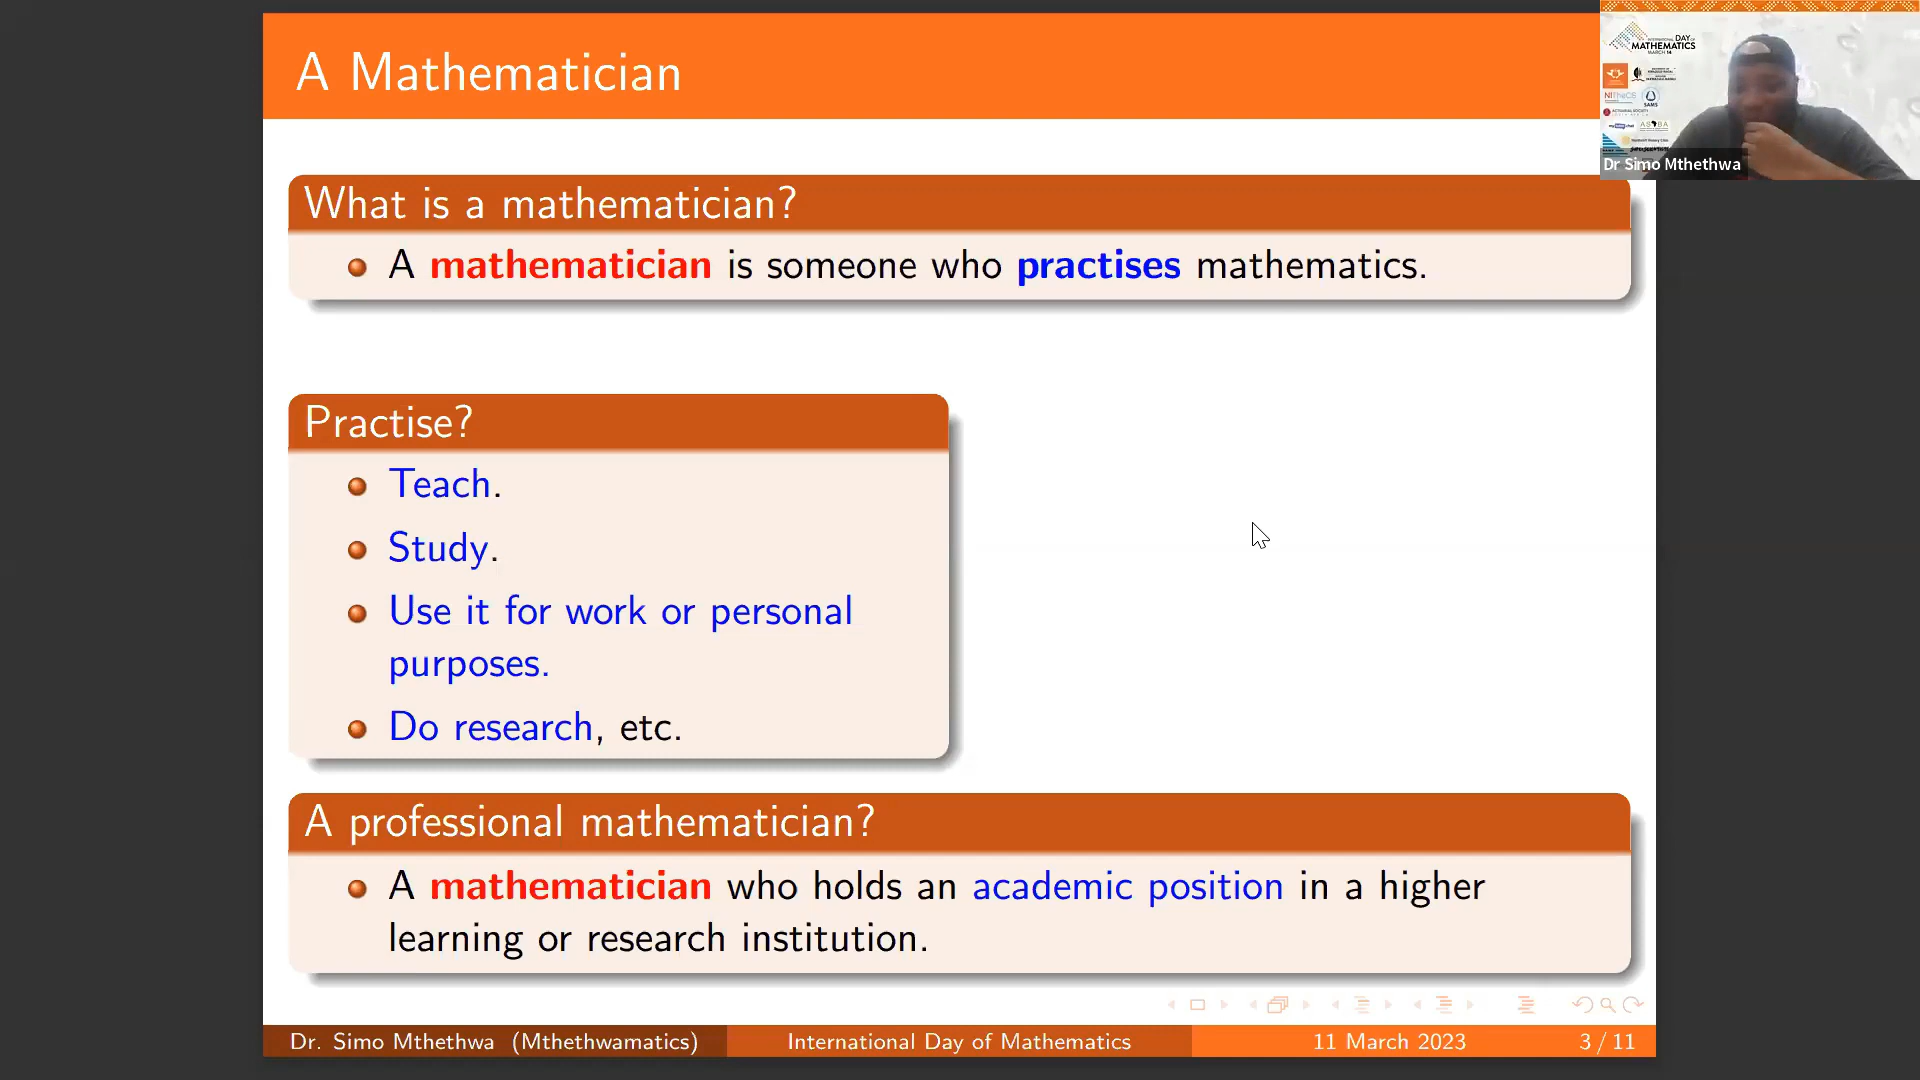 A Mathematician
What is a mathematician?
A mathematician is someone who practises mathematics.
Practise?
Teach.
Study.
Use it for work or personal
purposes.
Do research, etc.
A professional mathematician?
A mathematician who holds an academic position in a higher
learning or research institution.
Dr. Simo Mthethwa (Mthethwamatics) International Day of Mathematics 11 March 2023 3 / 11
INTERNATIONAL DAY OF
MATHEMATICS
MARCH 14
NITheCS
SAMS
Dr Simo Mthethwa